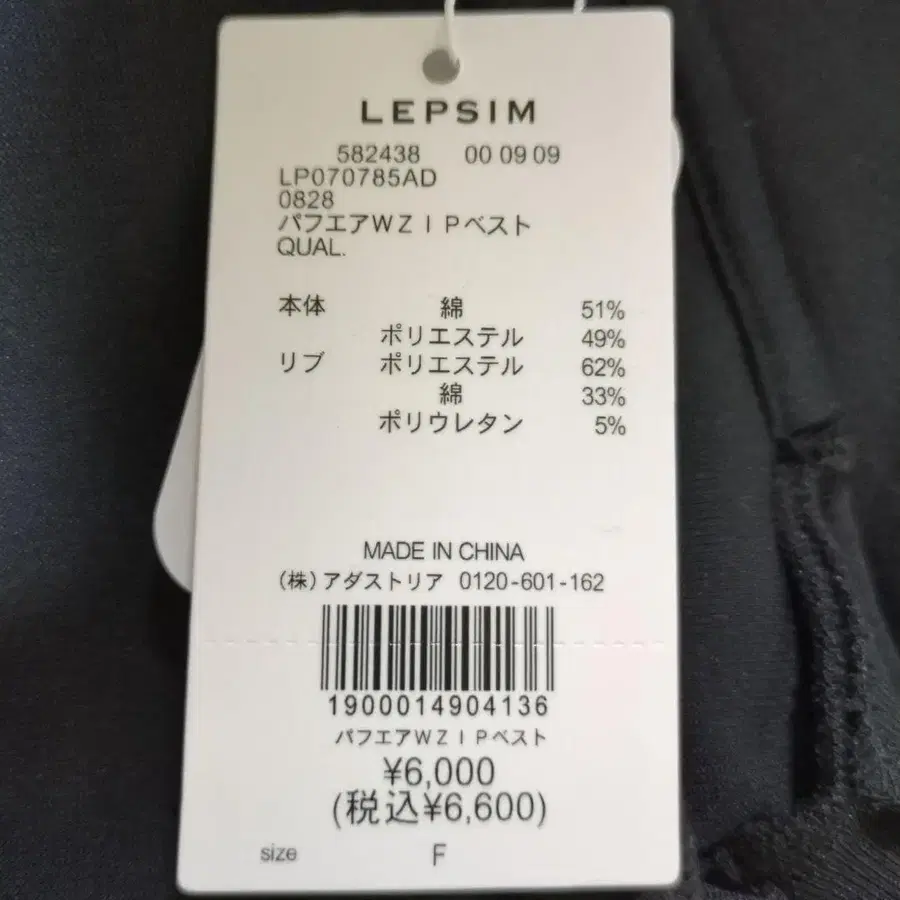 LEPSIM
582438 00 09 09
LP070785AD
0828
パフエアＷＺＩＰベスト
QUAL.
本体 綿 51%
ポリエステル 49%
リブ ポリエステル 62%
綿 33%
ポリウレタン 5%
MADE IN CHINA
(株)アダストリア 0120-601-162
1900014904136
パフエアＷＺＩＰベスト
¥6,000
(税込¥6,600)
size F